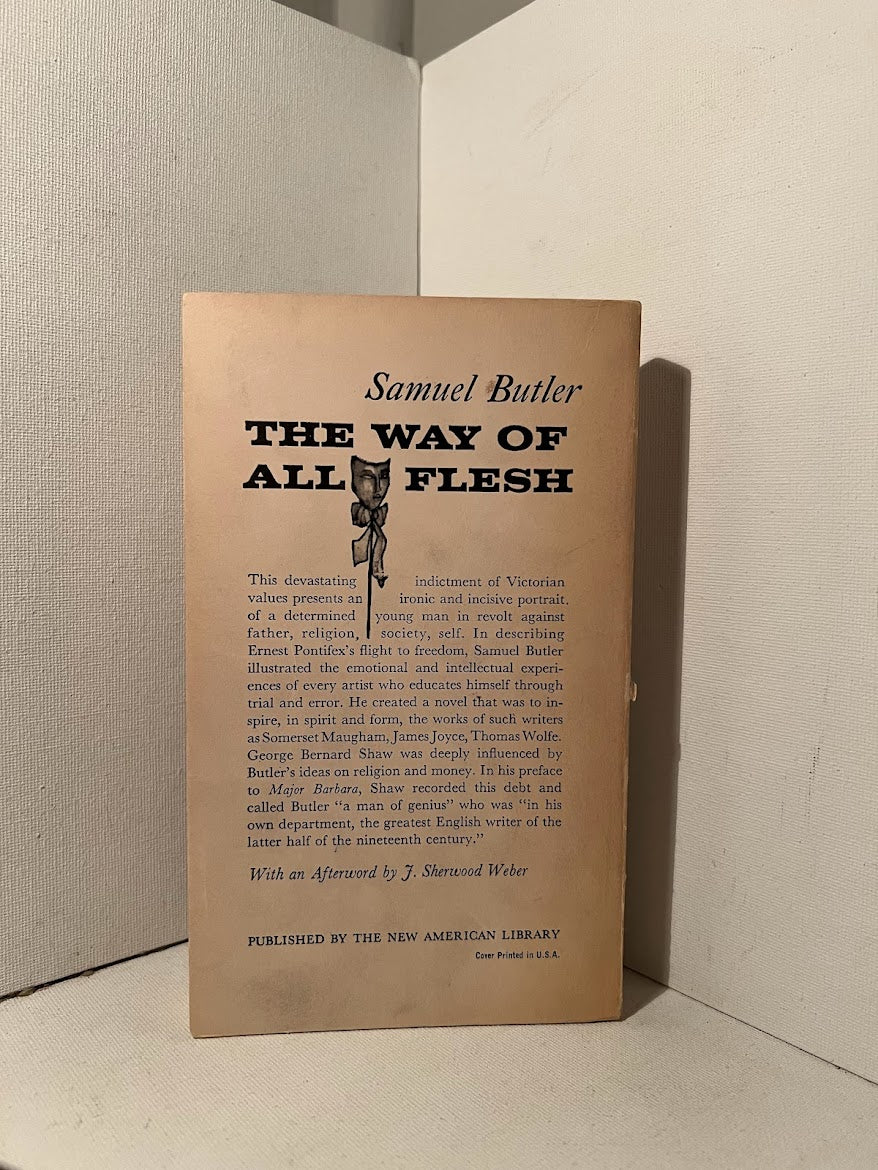 Samuel Butler
THE WAY OF
ALL FLESH
This devastating indictment of Victorian
values presents an ironic and incisive portrait.
of a determined young man in revolt against
father, religion, society, self. In describing
Ernest Pontifex's flight to freedom, Samuel Butler
illustrated the emotional and intellectual experi-
ences of every artist who educates himself through
trial and error. He created a novel that was to in-
spire, in spirit and form, the works of such writers
as Somerset Maugham, James Joyce, Thomas Wolfe.
George Bernard Shaw was deeply influenced by
Butler's ideas on religion and money. In his preface
to Major Barbara, Shaw recorded this debt and
called Butler "a man of genius" who was "in his
own department, the greatest English writer of the
latter half of the nineteenth century."
With an Afterword by J. Sherwood Weber
PUBLISHED BY THE NEW AMERICAN LIBRARY
Cover Printed in U.S.A.